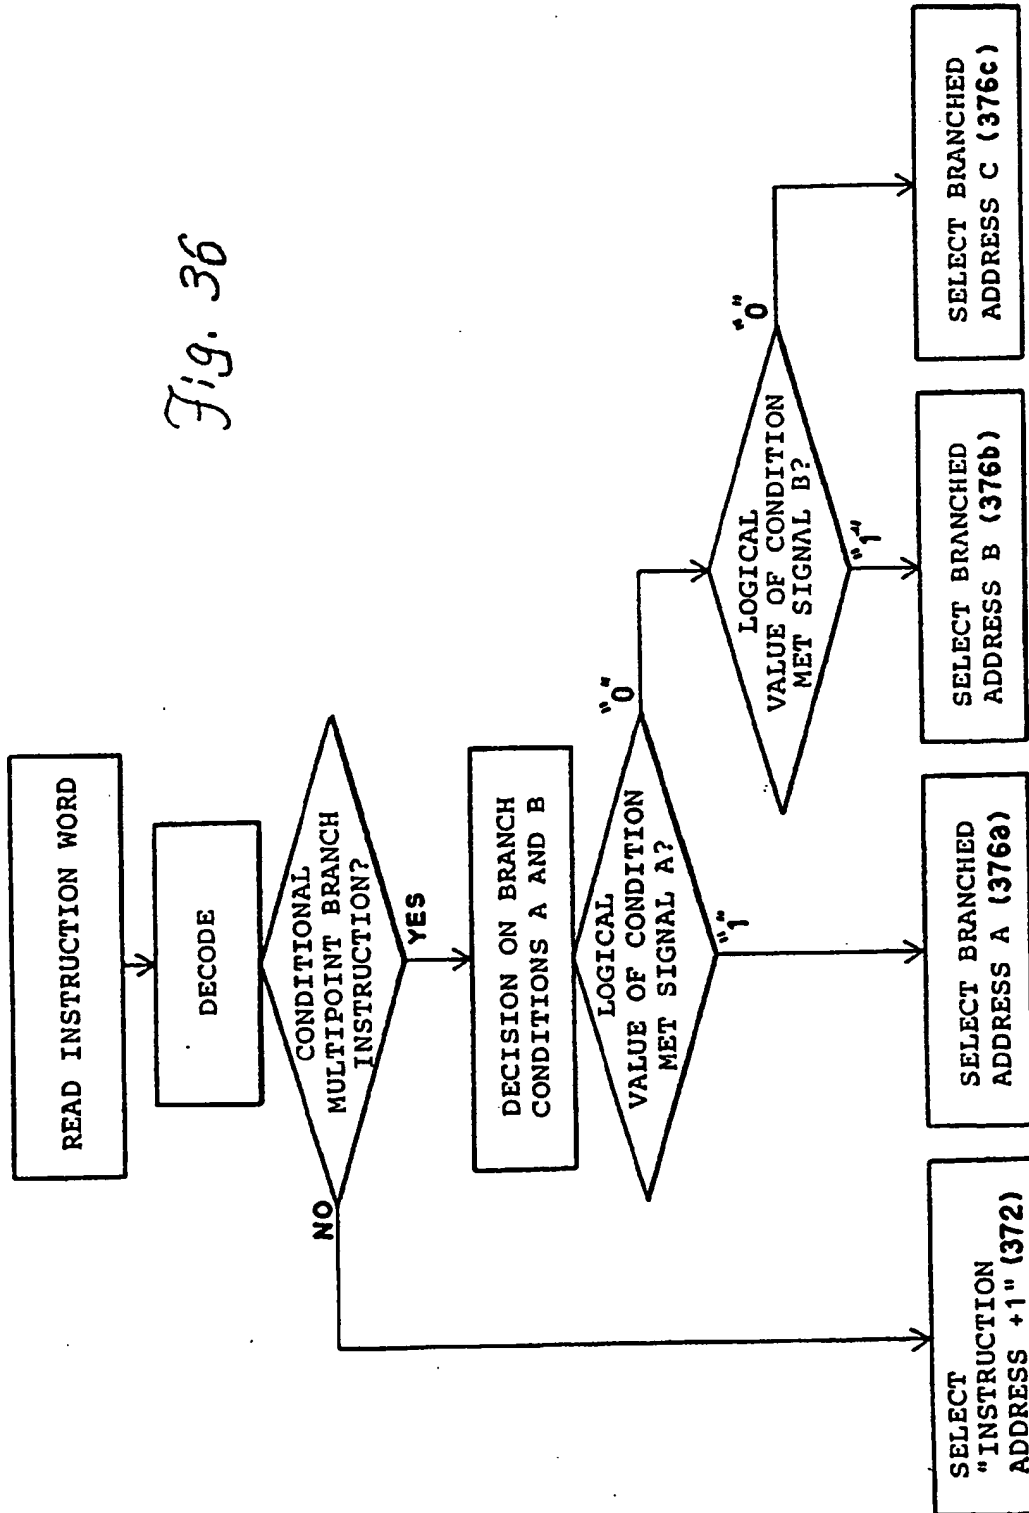 Fig. 36
READ INSTRUCTION WORD
DECODE
CONDITIONAL
MULTIPOINT BRANCH
INSTRUCTION?
NO
YES
DECISION ON BRANCH
CONDITIONS A AND B
LOGICAL
VALUE OF CONDITION
MET SIGNAL A?
"0"
"1"
LOGICAL
VALUE OF CONDITION
MET SIGNAL B?
"0"
"1"
SELECT
"INSTRUCTION
ADDRESS +1" (372)
SELECT BRANCHED
ADDRESS A (376a)
SELECT BRANCHED
ADDRESS B (376b)
SELECT BRANCHED
ADDRESS C (376c)